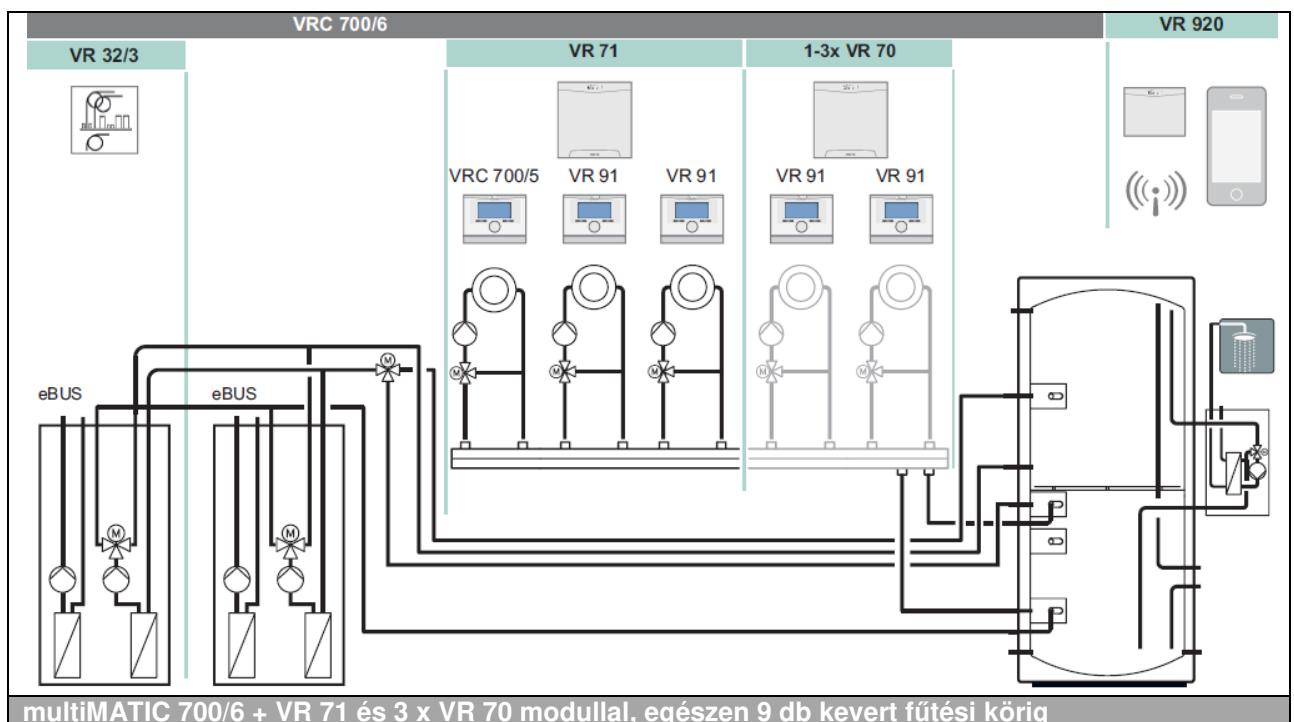 VRC 700/6
VR 920
VR 32/3
VR 71
1-3x VR 70
VRC 700/5
VR 91
VR 91
VR 91
VR 91
eBUS
eBUS
M
M
M
M
M
M
M
M
multiMATIC 700/6 + VR 71 és 3 x VR 70 modullal, egészen 9 db kevert fűtési körig